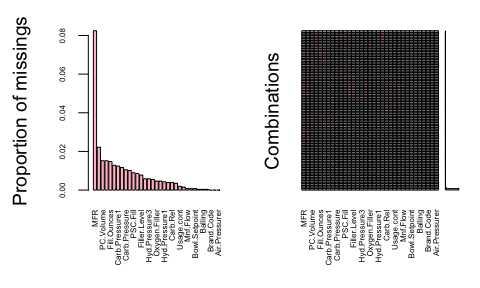 Proportion of missings
0.00
0.02
0.04
0.06
0.08
MFR
PC.Volume
Fill.Ounces
Carb.Pressure1
Carb.Pressure
PSC.Fill
Filler.Level
Hyd.Pressure3
Oxygen.Filler
Hyd.Pressure1
Carb.Rel
Usage.cont
Mnf.Flow
Bowl.Setpoint
Balling
Brand.Code
Air.Pressurer
Combinations
MFR
PC.Volume
Fill.Ounces
Carb.Pressure1
Carb.Pressure
PSC.Fill
Filler.Level
Hyd.Pressure3
Oxygen.Filler
Hyd.Pressure1
Carb.Rel
Usage.cont
Mnf.Flow
Bowl.Setpoint
Balling
Brand.Code
Air.Pressurer